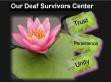 Our Deaf Survivors Center
Trust
Persistence
Unity